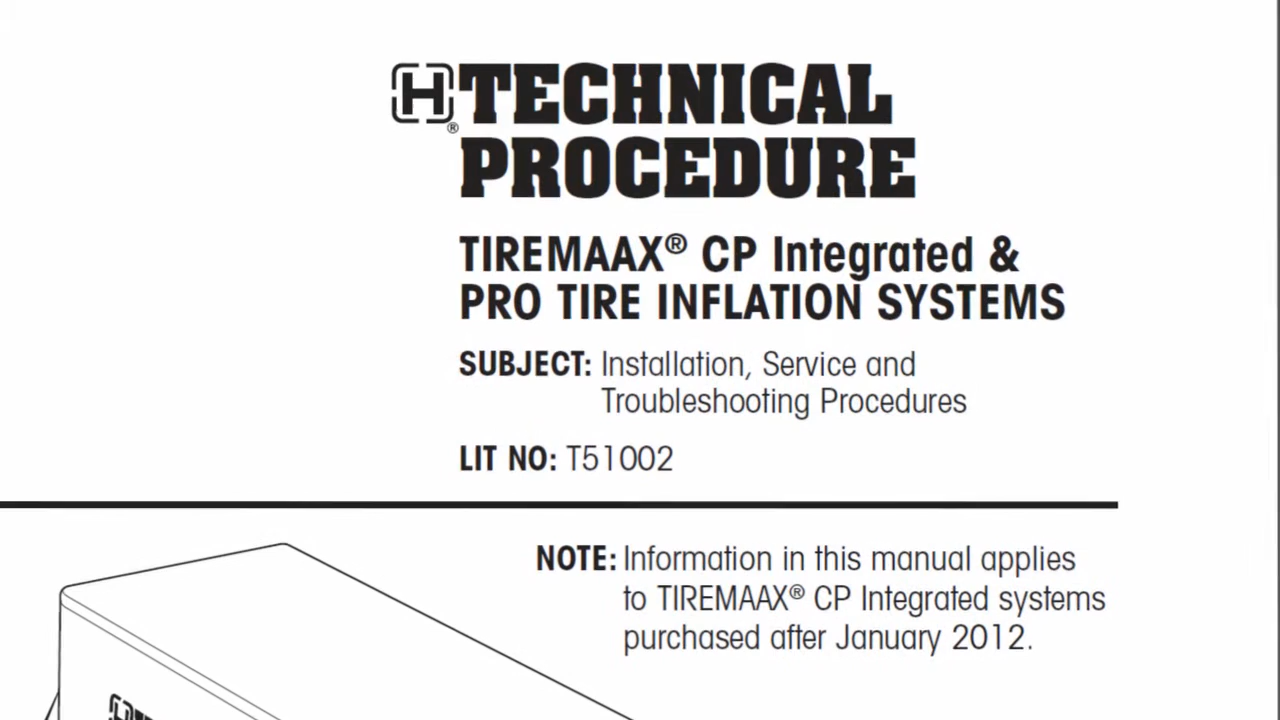 H® TECHNICAL
PROCEDURE
TIREMAAX® CP Integrated &
PRO TIRE INFLATION SYSTEMS
SUBJECT: Installation, Service and
Troubleshooting Procedures
LIT NO: T51002
NOTE: Information in this manual applies
to TIREMAAX® CP Integrated systems
purchased after January 2012.